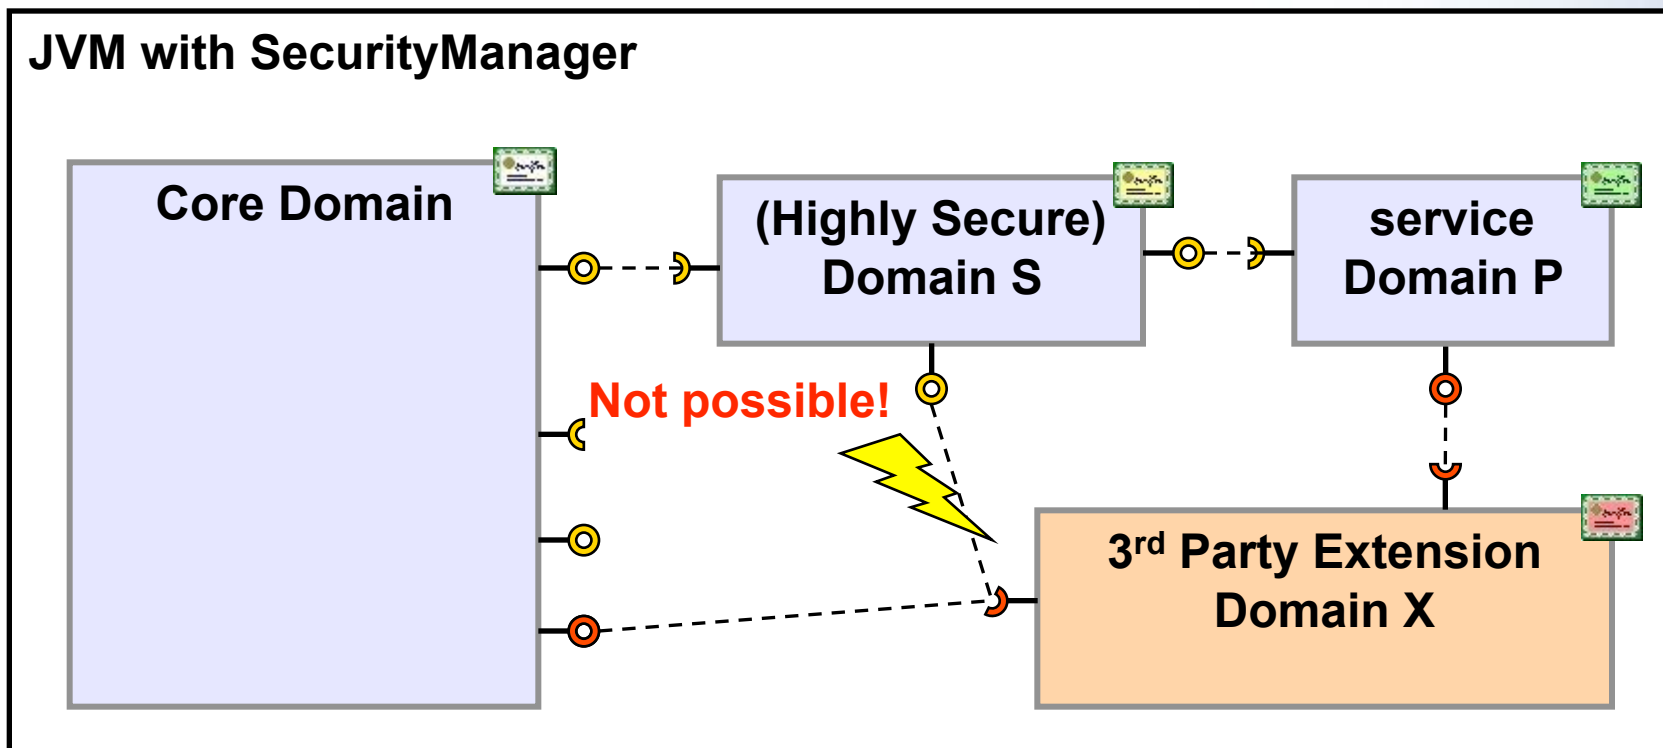 JVM with SecurityManager
Core Domain
(Highly Secure)
Domain S
service
Domain P
Not possible!
3rd Party Extension
Domain X